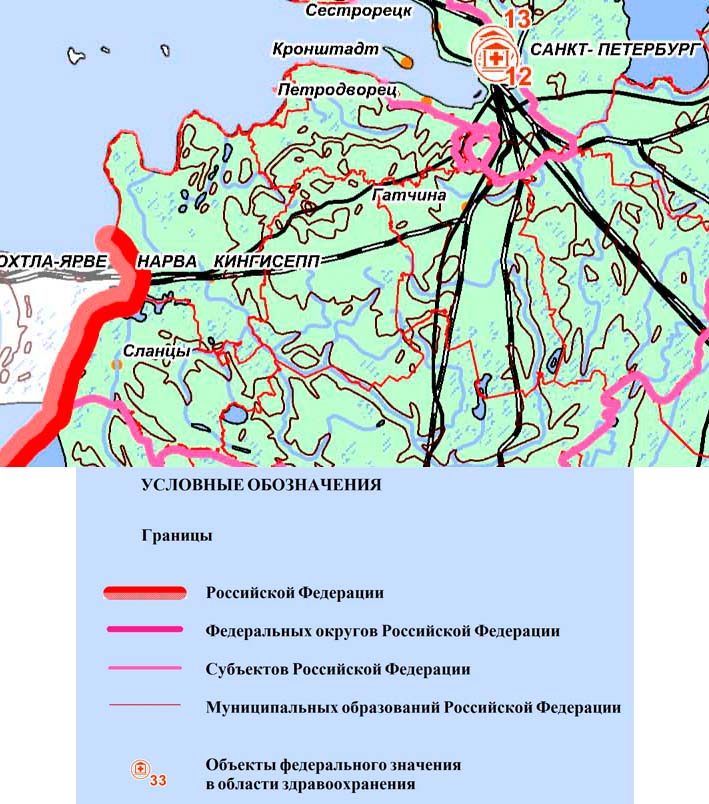 Сестрорецк
13
Кронштадт
САНКТ- ПЕТЕРБУРГ
12
Петродворец
Гатчина
ОХТЛА-ЯРВЕ
НАРВА
КИНГИСЕПП
Сланцы
УСЛОВНЫЕ ОБОЗНАЧЕНИЯ
Границы
Российской Федерации
Федеральных округов Российской Федерации
Субъектов Российской Федерации
Муниципальных образований Российской Федерации
33
Объекты федерального значения
в области здравоохранения